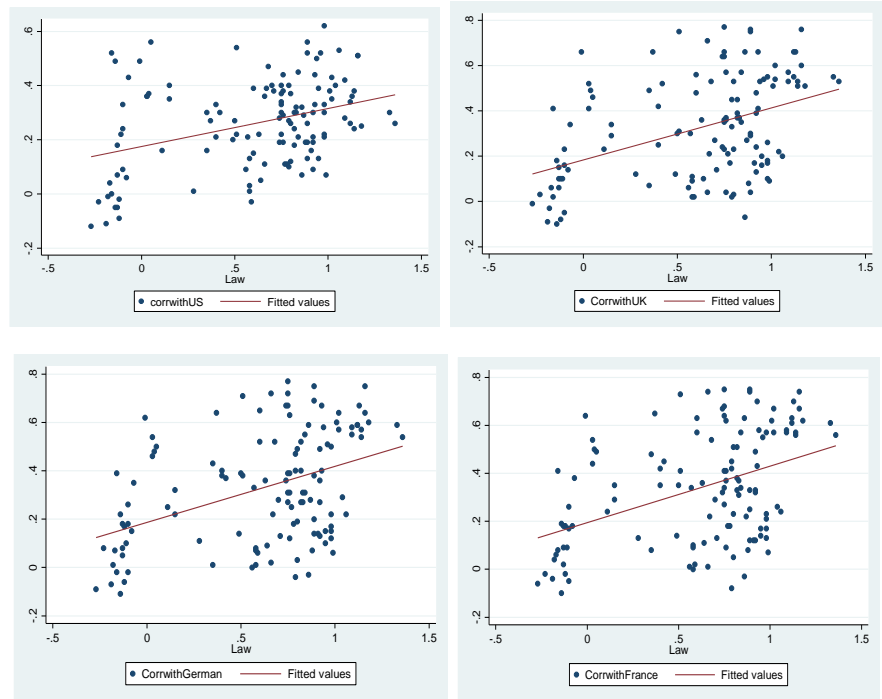 .6
.4
.2
0
-.2
-.5 0 .5 1 1.5
Law
corrwithUS Fitted values
.8
.6
.4
.2
0
-.2
-.5 0 .5 1 1.5
Law
CorrwithUK Fitted values
.8
.6
.4
.2
0
-.2
-.5 0 .5 1 1.5
Law
CorrwithGerman Fitted values
.8
.6
.4
.2
0
-.2
-.5 0 .5 1 1.5
Law
CorrwithFrance Fitted values